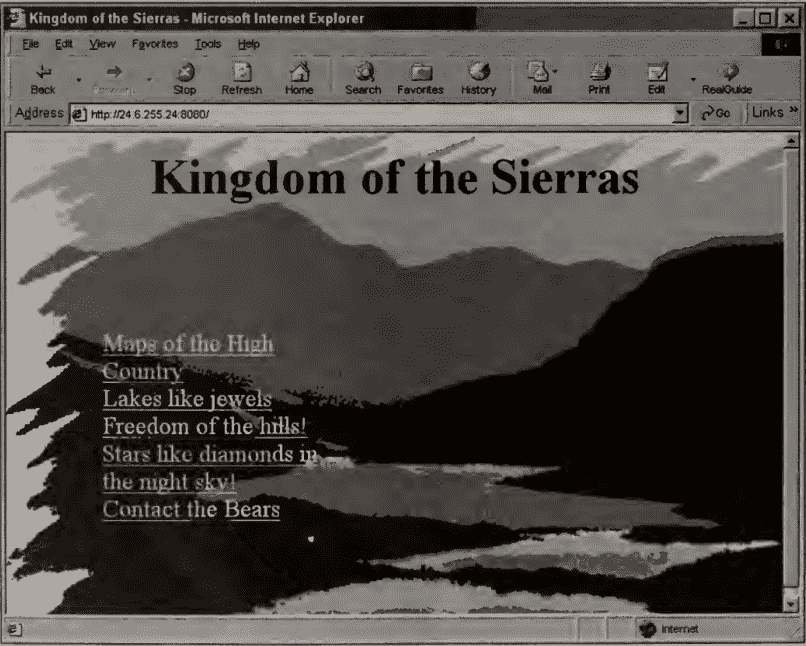 Kingdom of the Sierras - Microsoft Internet Explorer
File Edit View Favorites Tools Help
Back Forward Stop Refresh Home Search Favorites History Mail Print Edit RealGuide
Address http://24.6.255.24:8080/ Go Links »
Kingdom of the Sierras
Maps of the High
Country
Lakes like jewels
Freedom of the hills!
Stars like diamonds in
the night sky!
Contact the Bears
Internet